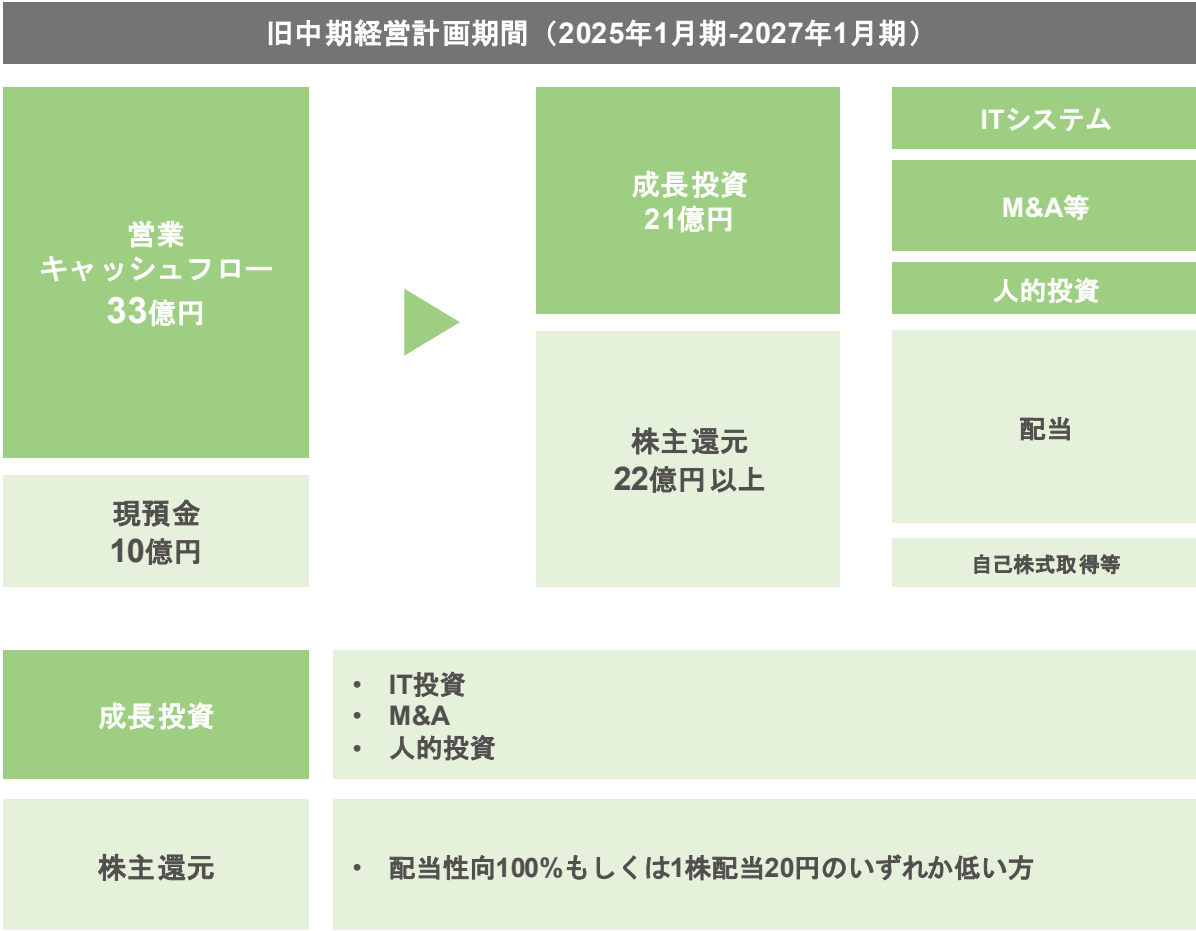 旧中期経営計画期間（2025年1月期-2027年1月期）
営業
キャッシュフロー
33億円
現預金
10億円
成長投資
21億円
株主還元
22億円以上
ITシステム
M&A等
人的投資
配当
自己株式取得等
成長投資
• IT投資
• M&A
• 人的投資
株主還元
• 配当性向100%もしくは1株配当20円のいずれか低い方